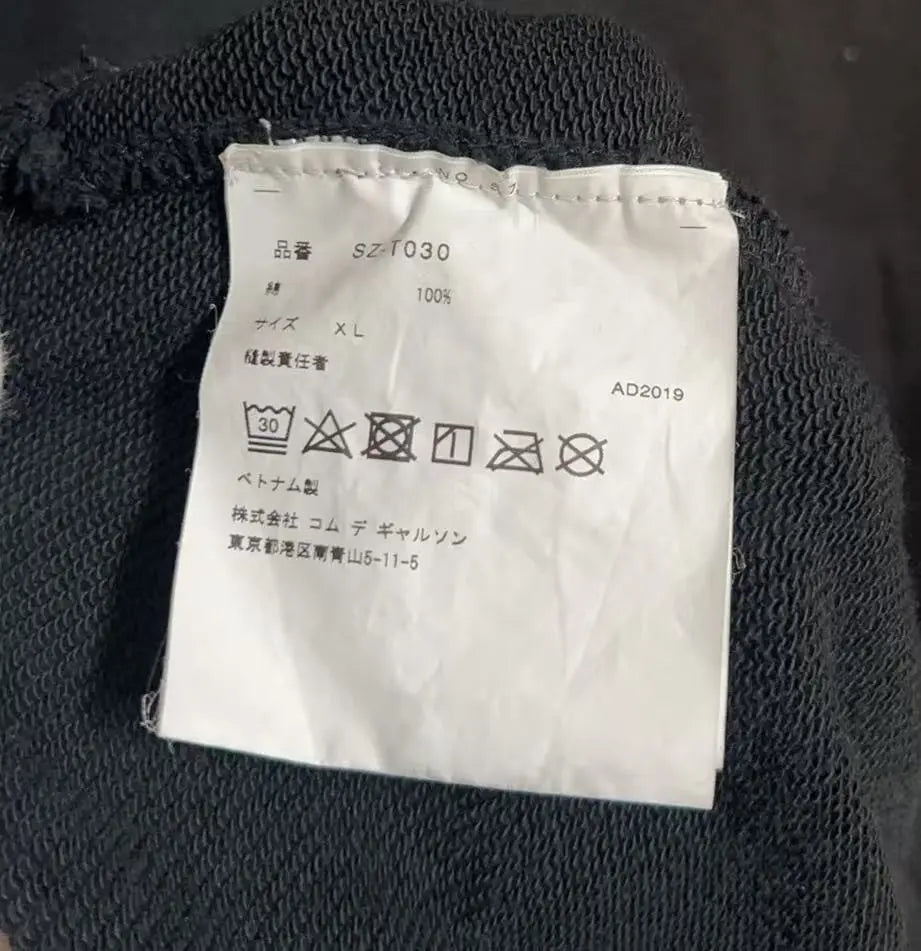 NO.81
品番 SZ-T030
綿 100%
サイズ XL
縫製責任者
AD2019
30
ベトナム製
株式会社 コム デ ギャルソン
東京都港区南青山5-11-5